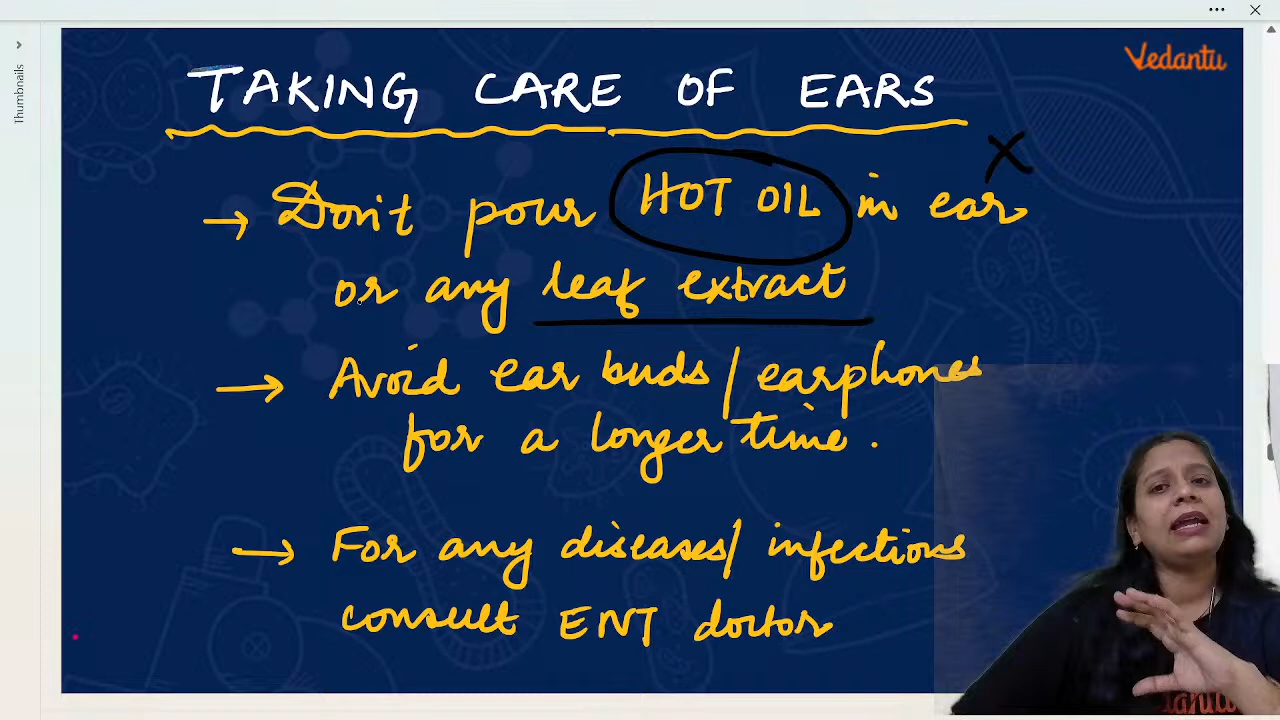 Thumbnails
Vedantu
TAKING CARE OF EARS
X
→ Don't pour HOT OIL in ear
or any leaf extract
→ Avoid ear buds/earphones
for a longer time.
→ For any diseases/infections
consult ENT doctor